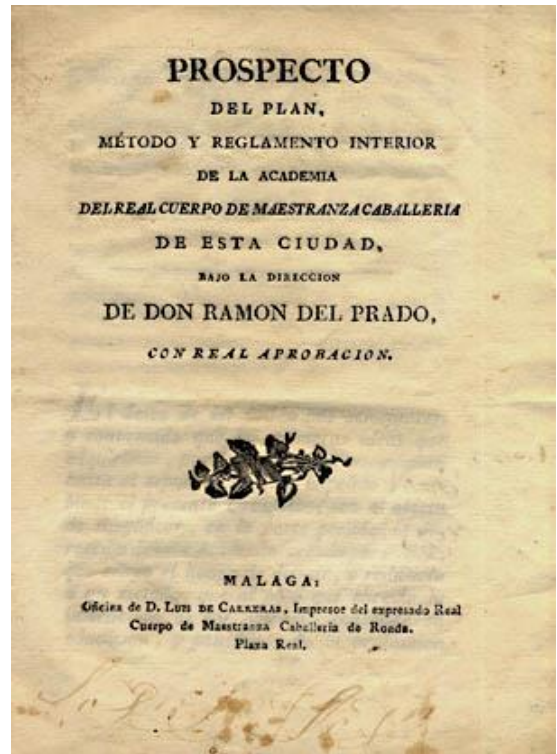 PROSPECTO
DEL PLAN,
MÉTODO Y REGLAMENTO INTERIOR
DE LA ACADEMIA
DEL REAL CUERPO DE MAESTRANZA CABALLERIA
DE ESTA CIUDAD,
BAJO LA DIRECCION
DE DON RAMON DEL PRADO,
CON REAL APROBACION.
MALAGA:
Oficina de D. LUIS DE CARRERAS, Impresor del expresado Real
Cuerpo de Maestranza Caballeria de Ronda.
Plaza Real.